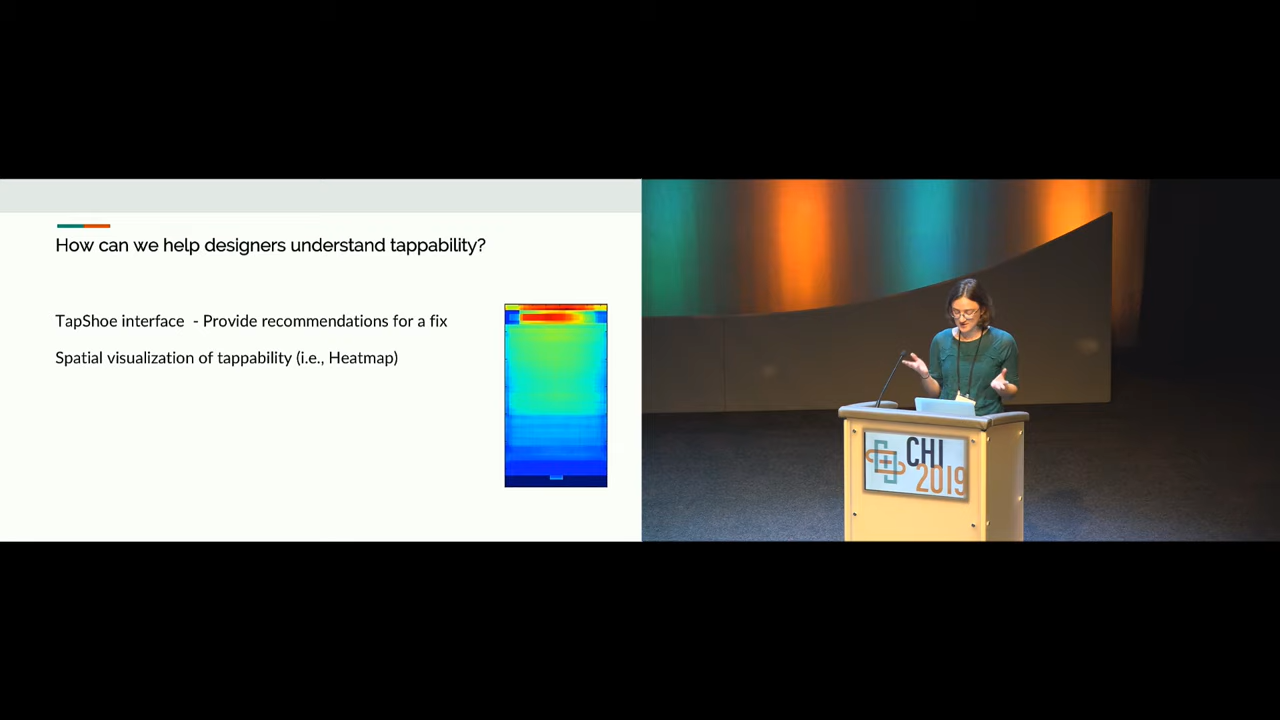 How can we help designers understand tappability?
TapShoe interface - Provide recommendations for a fix
Spatial visualization of tappability (i.e., Heatmap)
CHI
2019